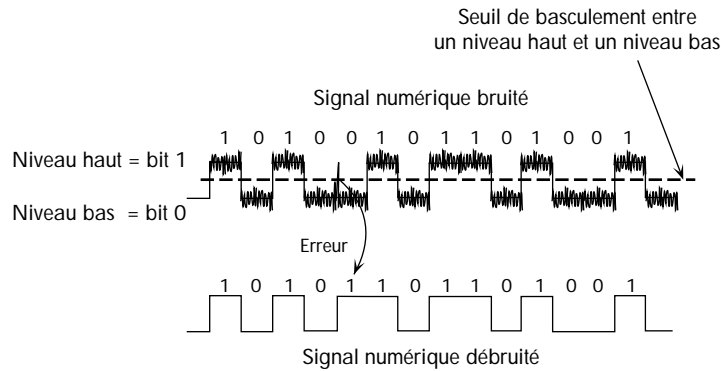 Seuil de basculement entre
un niveau haut et un niveau bas
Signal numérique bruité
1 0 1 0 0 1 0 1 1 0 1 0 0 1
Niveau haut = bit 1
Niveau bas = bit 0
Erreur
1 0 1 0 1 1 0 1 1 0 1 0 0 1
Signal numérique débruité